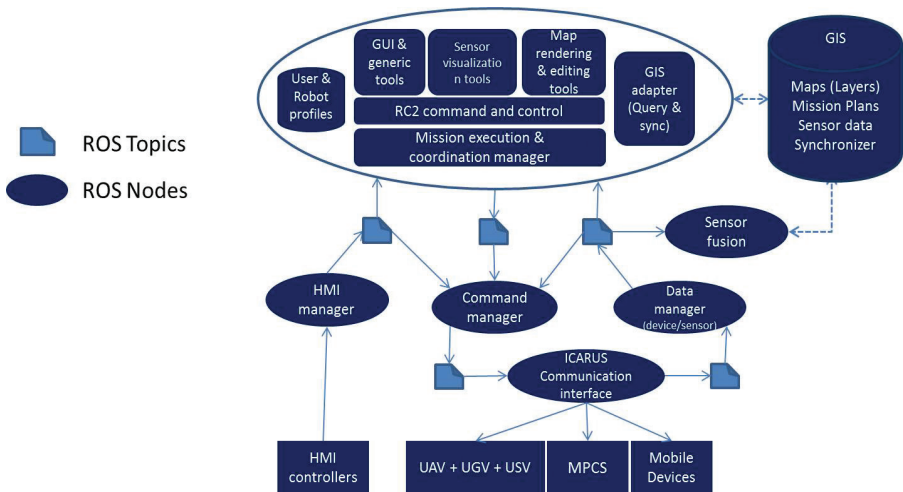 GUI &
generic
tools
Sensor
visualizatio
n tools
Map
rendering
& editing
tools
User &
Robot
profiles
GIS
adapter
(Query &
sync)
RC2 command and control
Mission execution &
coordination manager
GIS
Maps (Layers)
Mission Plans
Sensor data
Synchronizer
ROS Topics
ROS Nodes
Sensor
fusion
HMI
manager
Command
manager
Data
manager
(device/sensor)
ICARUS
Communication
interface
HMI
controllers
UAV + UGV + USV
MPCS
Mobile
Devices